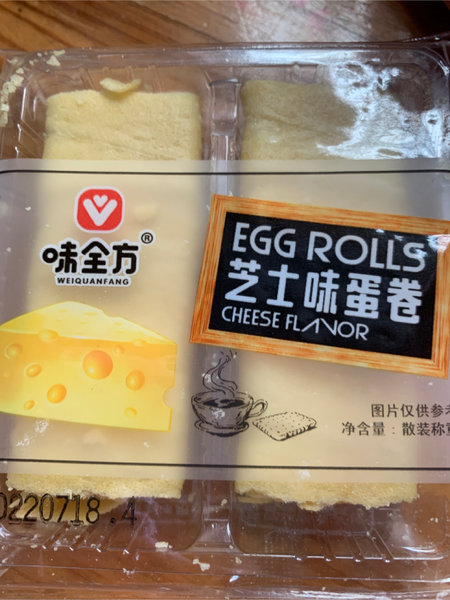 味全方®
WEIQUANFANG
EGG ROLLS
芝士味蛋卷
CHEESE FLAVOR
图片仅供参考
净含量：散装称重
0220718.4